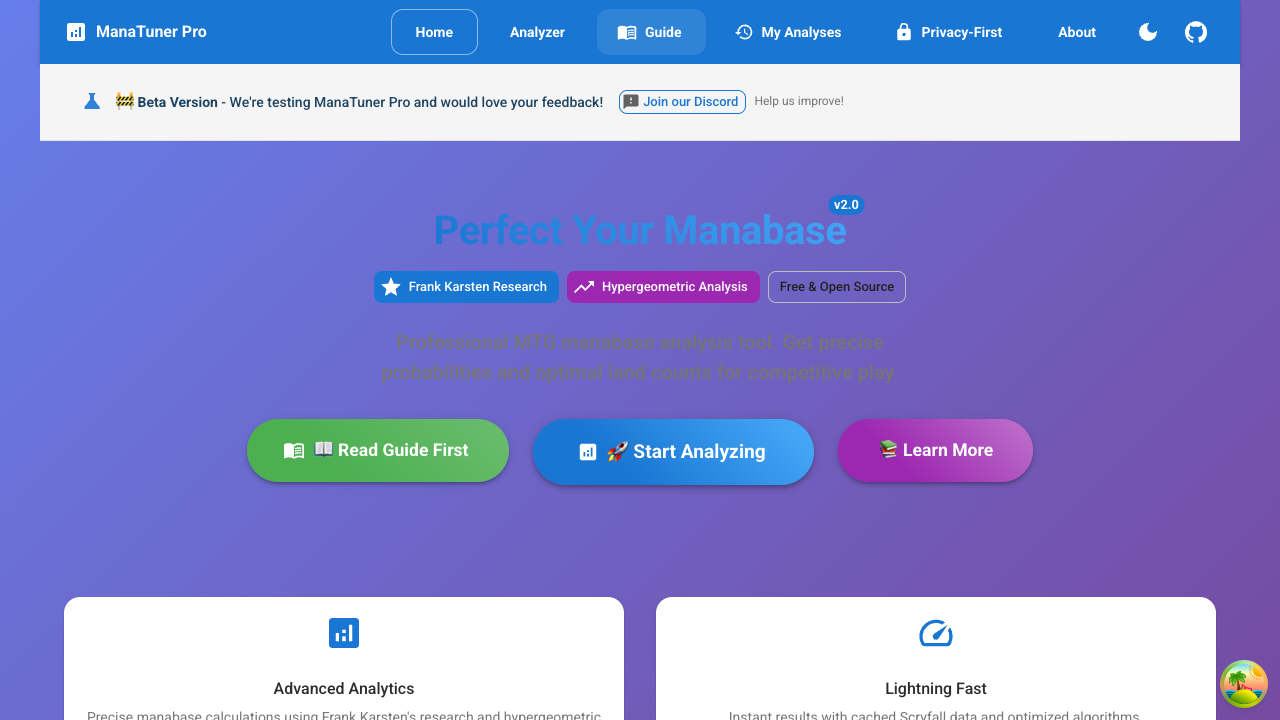 ManaTuner Pro
Home
Analyzer
Guide
My Analyses
Privacy-First
About
🚧 Beta Version - We're testing ManaTuner Pro and would love your feedback!
Join our Discord
Help us improve!
v2.0
Perfect Your Manabase
Frank Karsten Research
Hypergeometric Analysis
Free & Open Source
Professional MTG manabase analysis tool. Get precise
probabilities and optimal land counts for competitive play.
📖 Read Guide First
🚀 Start Analyzing
📚 Learn More
Advanced Analytics
Precise manabase calculations using Frank Karsten's research and hypergeometric
Lightning Fast
Instant results with cached Scryfall data and optimized algorithms